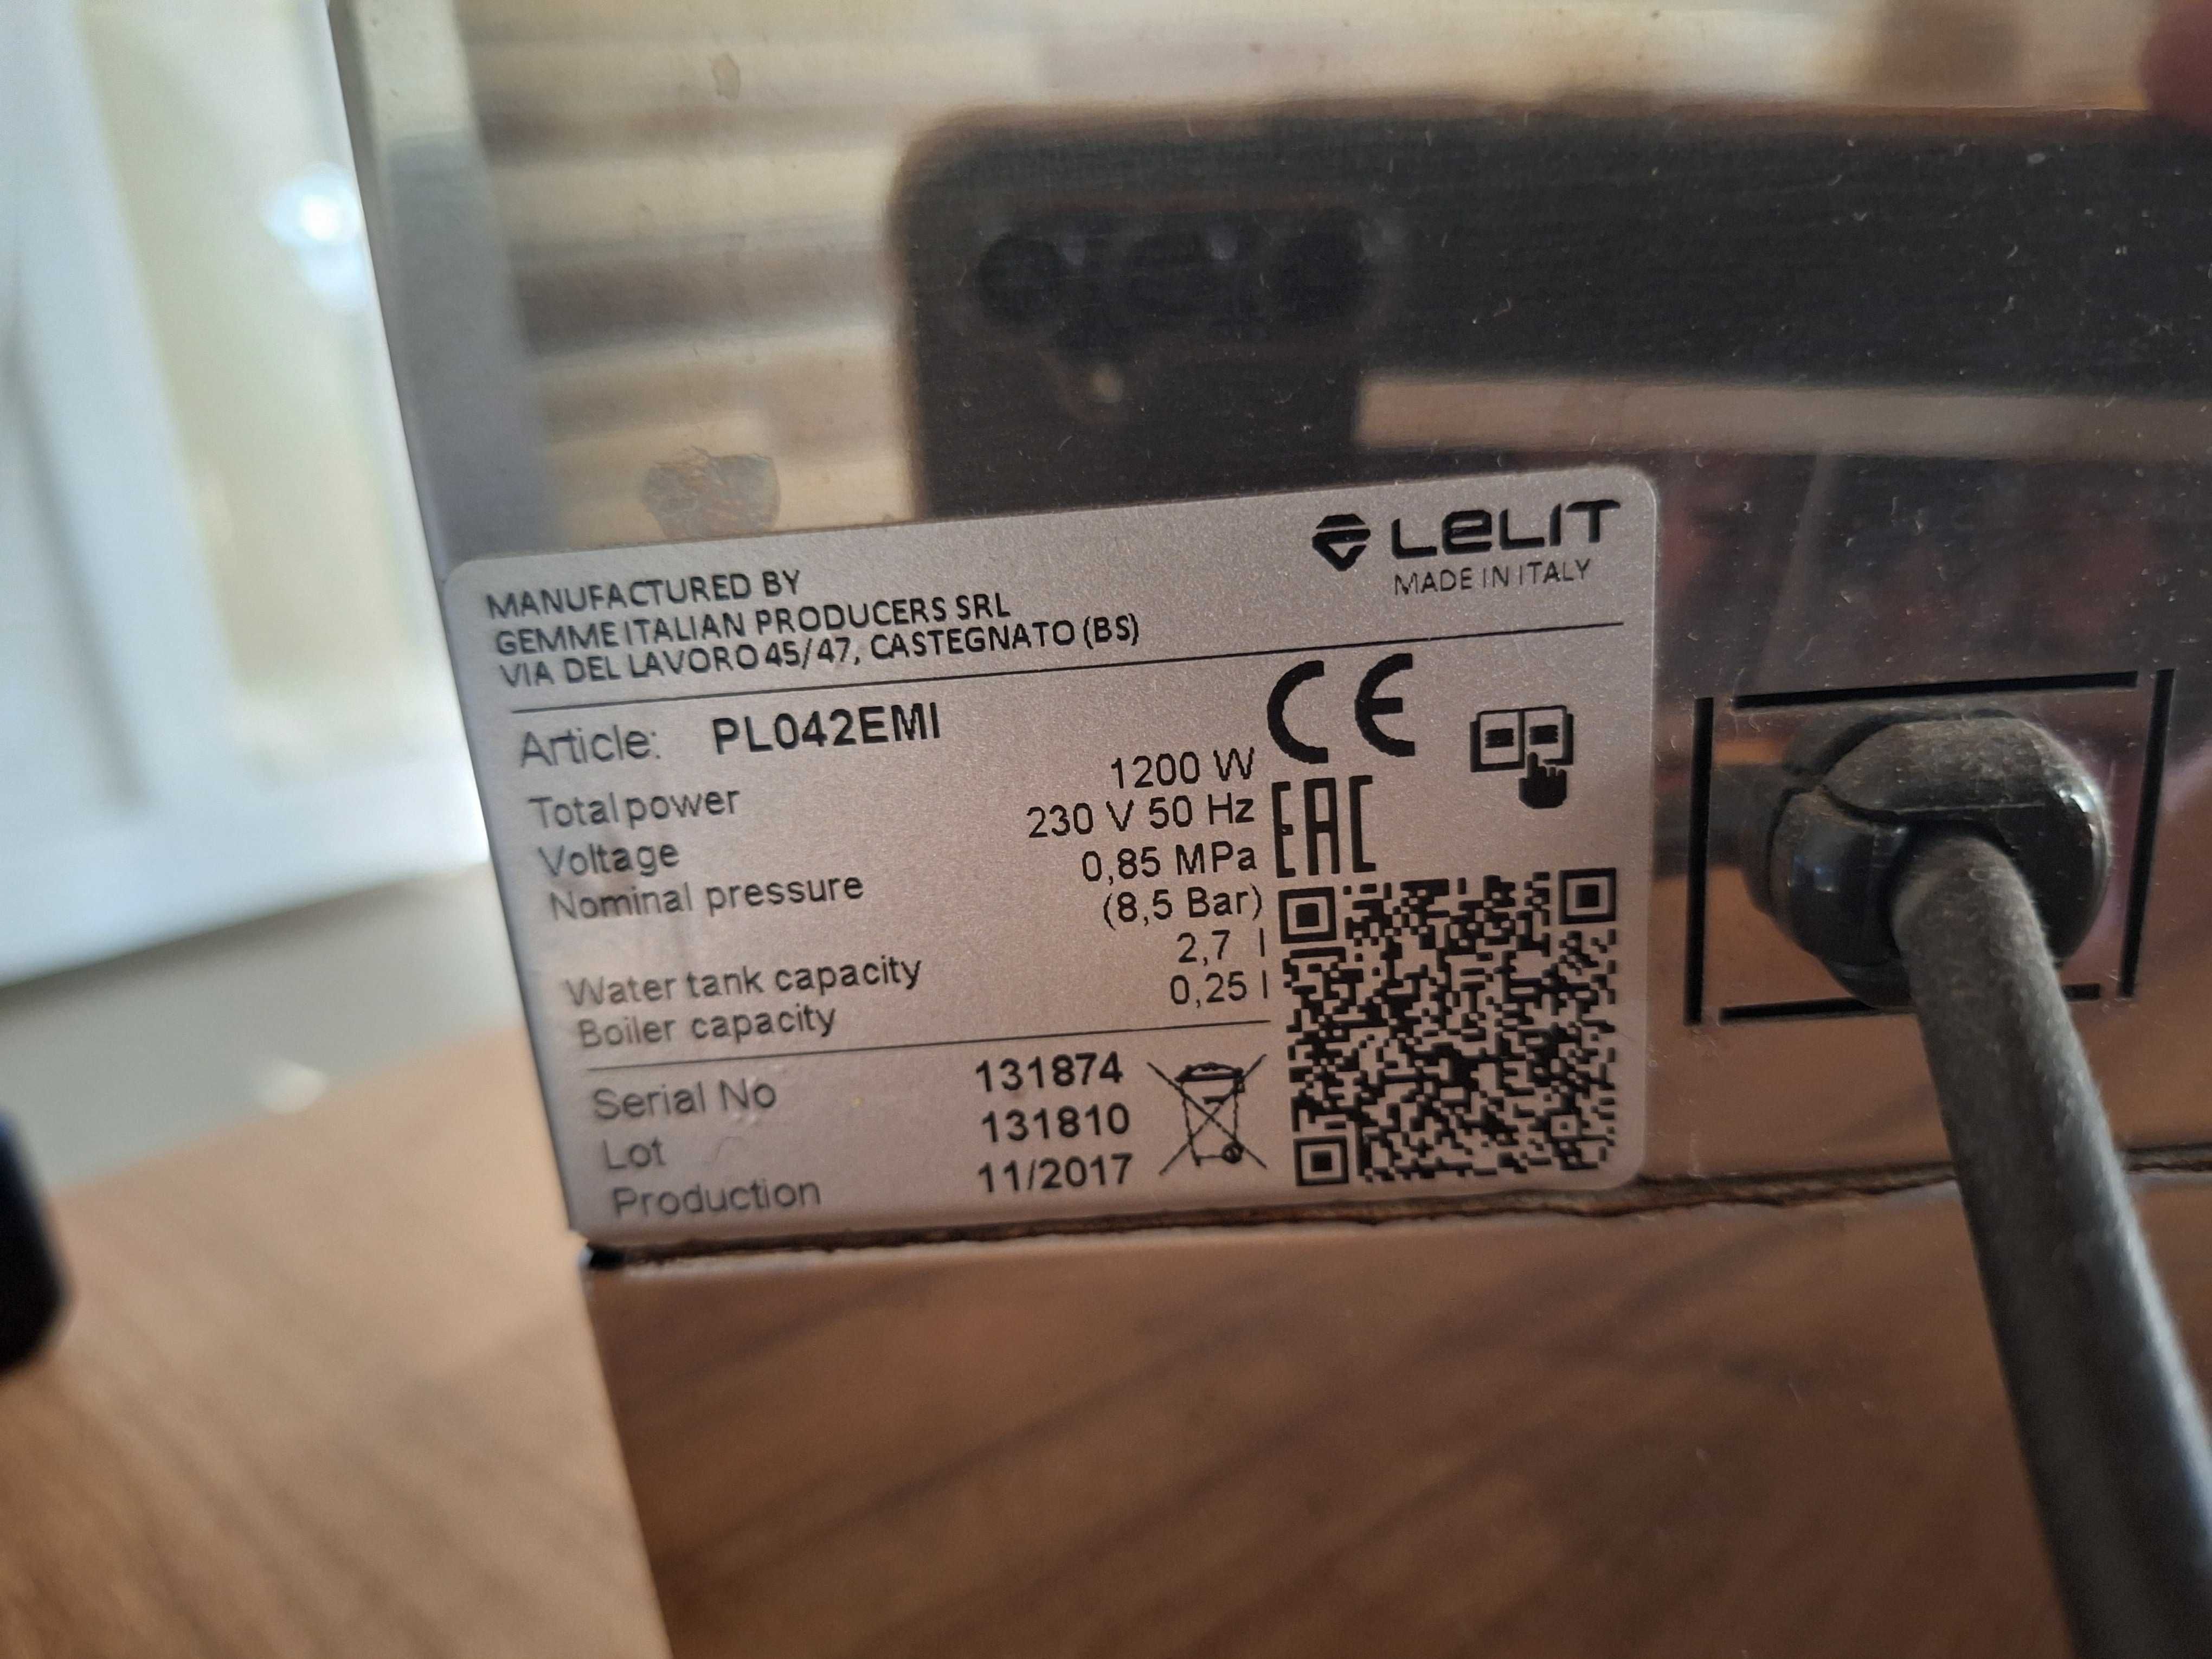 LELIT
MADE IN ITALY
MANUFACTURED BY
GEMME ITALIAN PRODUCERS SRL
VIA DEL LAVORO 45/47, CASTEGNATO (BS)
Article: PL042EMI
Total power 1200 W
Voltage 230 V 50 Hz
Nominal pressure 0,85 MPa
(8,5 Bar)
Water tank capacity 2,7 l
Boiler capacity 0,25 l
CE
EAC
Serial No 131874
Lot 131810
Production 11/2017